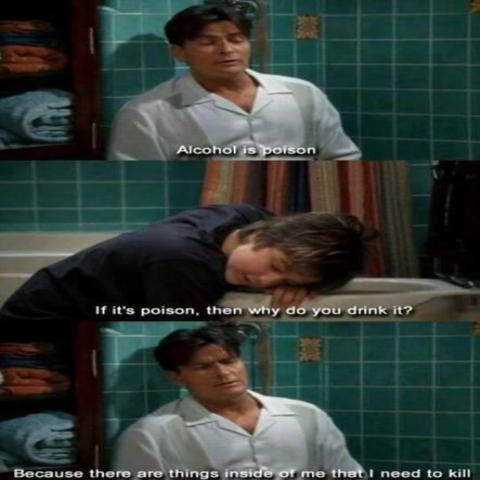 Alcohol is poison
If it's poison, then why do you drink it?
Because there are things inside of me that I need to kill